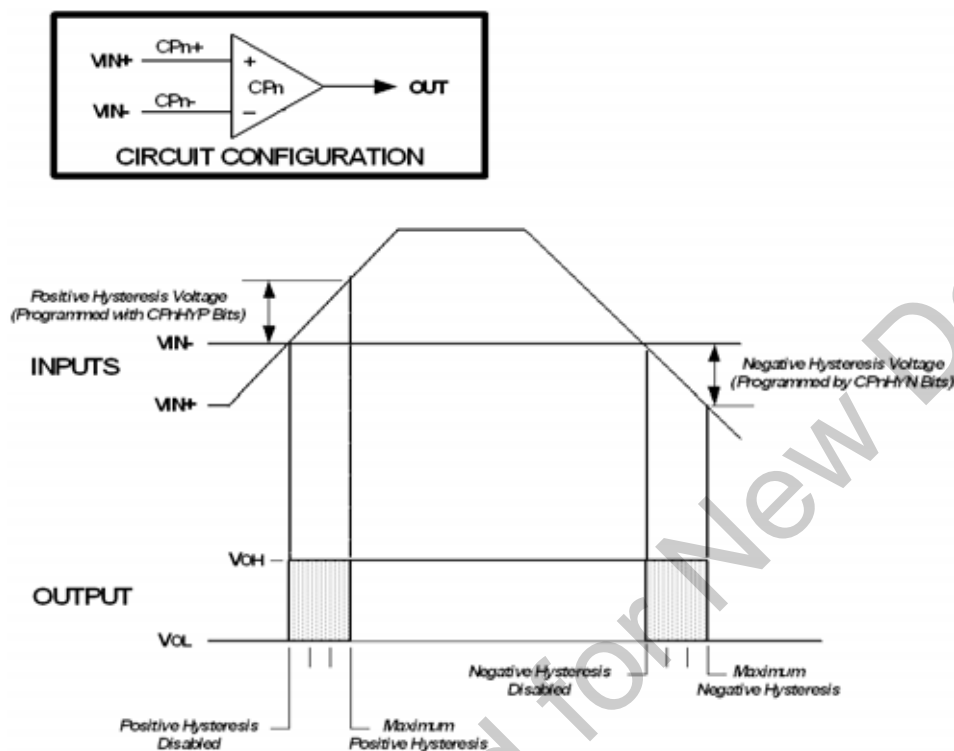 VIN+
CPn+
+
CPn
OUT
VIN-
CPn-
−
CIRCUIT CONFIGURATION
Positive Hysteresis Voltage
(Programmed with CPnHYP Bits)
VIN-
INPUTS
VIN+
Negative Hysteresis Voltage
(Programmed by CPnHYN Bits)
VOH
OUTPUT
VOL
Positive Hysteresis
Disabled
Maximum
Positive Hysteresis
Negative Hysteresis
Disabled
Maximum
Negative Hysteresis
for New